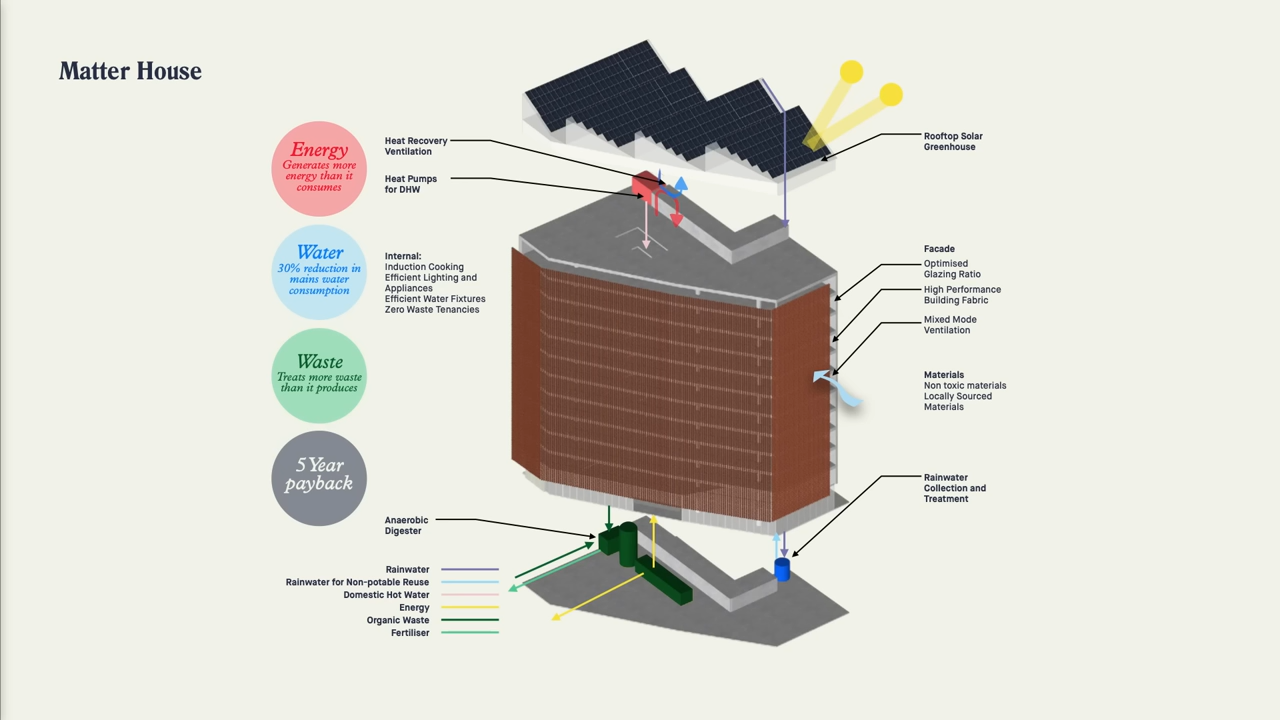 Matter House
Energy
Generates more
energy than it
consumes
Water
30% reduction in
mains water
consumption
Waste
Treats more waste
than it produces
5 Year
payback
Heat Recovery
Ventilation
Heat Pumps
for DHW
Internal:
Induction Cooking
Efficient Lighting and
Appliances
Efficient Water Fixtures
Zero Waste Tenancies
Anaerobic
Digester
Rainwater
Rainwater for Non-potable Reuse
Domestic Hot Water
Energy
Organic Waste
Fertiliser
Rooftop Solar
Greenhouse
Facade
Optimised
Glazing Ratio
High Performance
Building Fabric
Mixed Mode
Ventilation
Materials
Non toxic materials
Locally Sourced
Materials
Rainwater
Collection and
Treatment